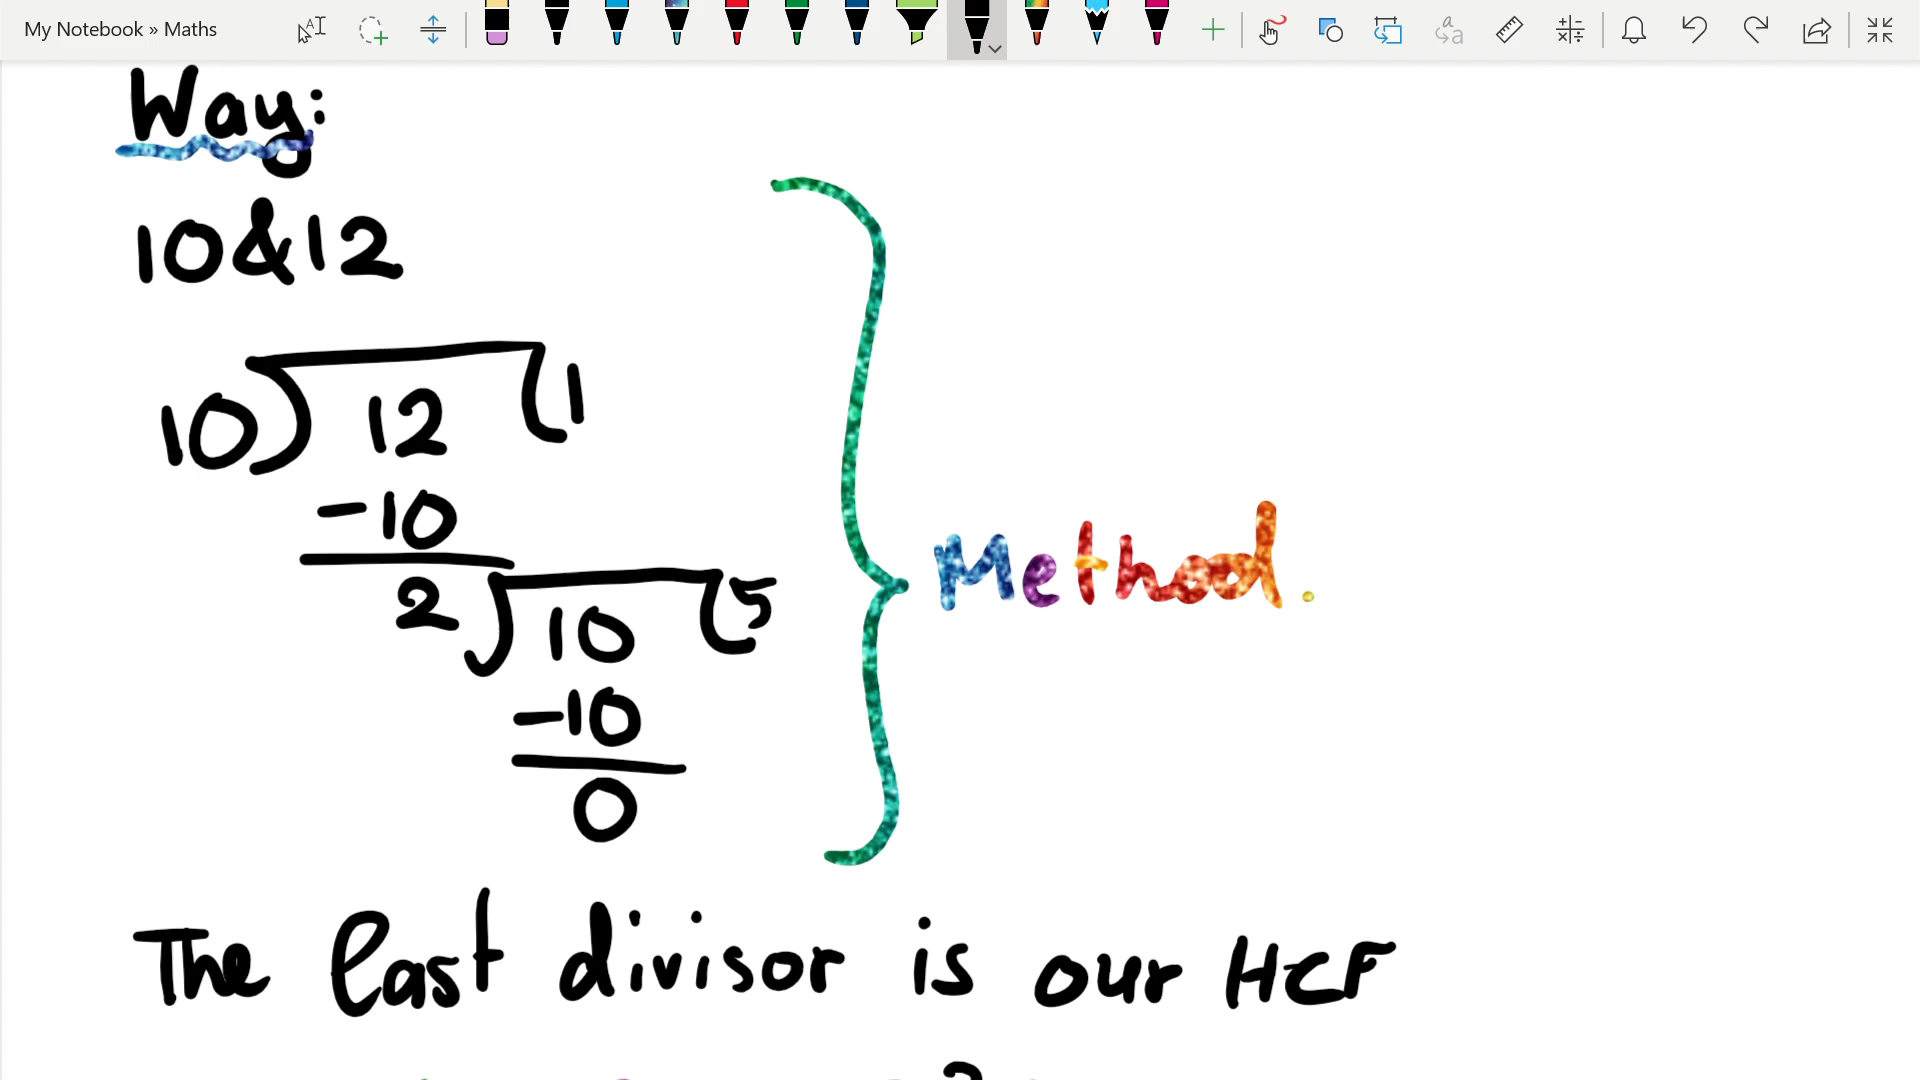 My Notebook » Maths
Way:
10&12
10) 12 (1
-10
2) 10 (5
-10
0
Method.
The last divisor is our HCF